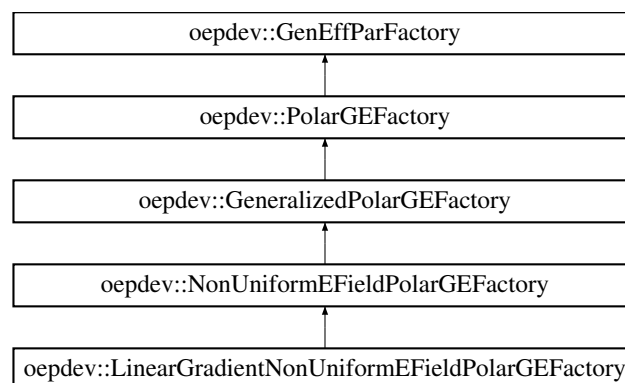 oepdev::GenEffParFactory
oepdev::PolarGEFactory
oepdev::GeneralizedPolarGEFactory
oepdev::NonUniformEFieldPolarGEFactory
oepdev::LinearGradientNonUniformEFieldPolarGEFactory